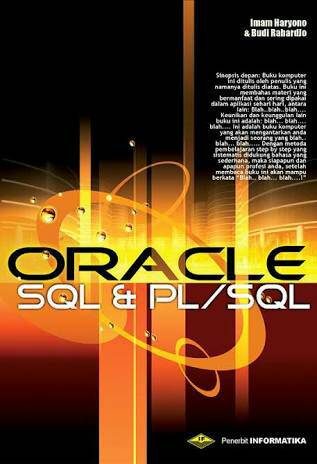 Imam Haryono
& Budi Rahardjo
Sinopsis depan: Buku komputer
ini ditulis oleh penulis yang
namanya ditulis diatas. Buku ini
membahas materi yang
bermanfaat dan sering dipakai
dalam aplikasi sehari hari, antara
lain: Blah..blah..blah....
Keunikan dan keunggulan lain
buku ini adalah: blah... blah....
blah.... Ini adalah buku komputer
yang akan mengantarkan anda
menjadi seorang yang blah..
blah... blah..... Dengan metoda
pembelajaran step by step yang
sistematis didukung bahasa yang
sederhana, maka siapapun dan
apapun profesi anda, setelah
membaca buku ini akan mampu
berkata "Blah.. blah... blah....!"
ORACLE
SQL & PL/SQL
IF
Penerbit INFORMATIKA